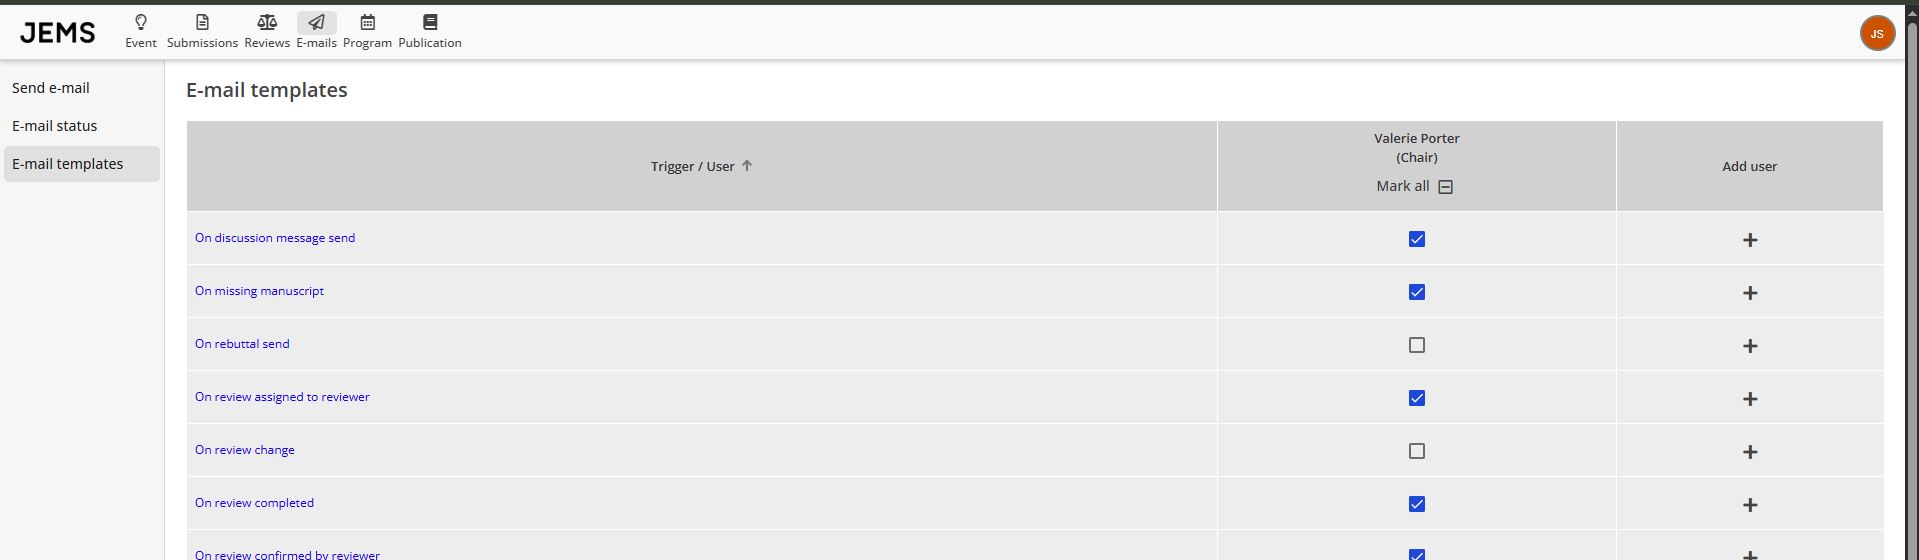 JEMS
Event
Submissions
Reviews
E-mails
Program
Publication
JS
Send e-mail
E-mail status
E-mail templates
E-mail templates
Trigger / User
Valerie Porter
(Chair)
Mark all
Add user
On discussion message send
On missing manuscript
On rebuttal send
On review assigned to reviewer
On review change
On review completed
On review confirmed by reviewer